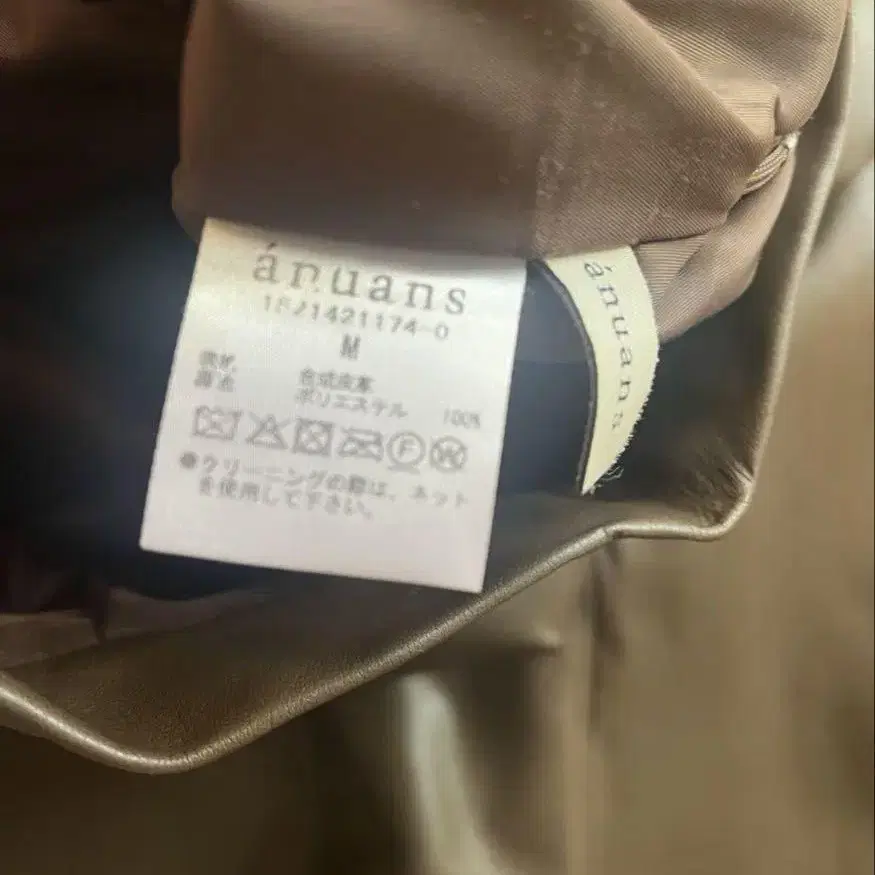 ánuans
1F21421174-0
M
表地 合成皮革
裏地 ポリエステル 100%
●クリーニングの際は、ネット
を使用して下さい。
ánuans